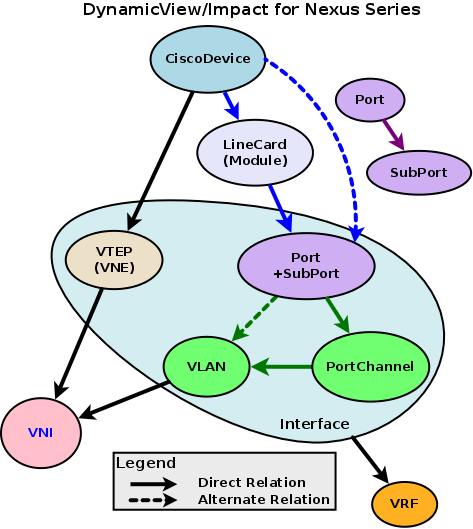 DynamicView/Impact for Nexus Series
CiscoDevice
Port
LineCard
(Module)
SubPort
VTEP
(VNE)
Port
+SubPort
VLAN
PortChannel
Interface
VNI
Legend
Direct Relation
Alternate Relation
VRF